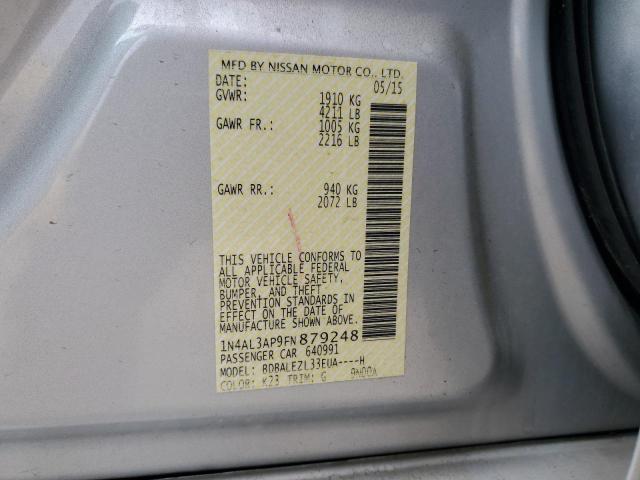 MFD BY NISSAN MOTOR CO., LTD.
DATE: 05/15
GVWR: 1910 KG
4211 LB
GAWR FR.: 1005 KG
2216 LB
GAWR RR.: 940 KG
2072 LB
THIS VEHICLE CONFORMS TO
ALL APPLICABLE FEDERAL
MOTOR VEHICLE SAFETY,
BUMPER, AND THEFT
PREVENTION STANDARDS IN
EFFECT ON THE DATE OF
MANUFACTURE SHOWN ABOVE.
1N4AL3AP9FN879248
PASSENGER CAR 640991
MODEL: BDBALEZL33EUA----H
COLOR: K23 TRIM: G